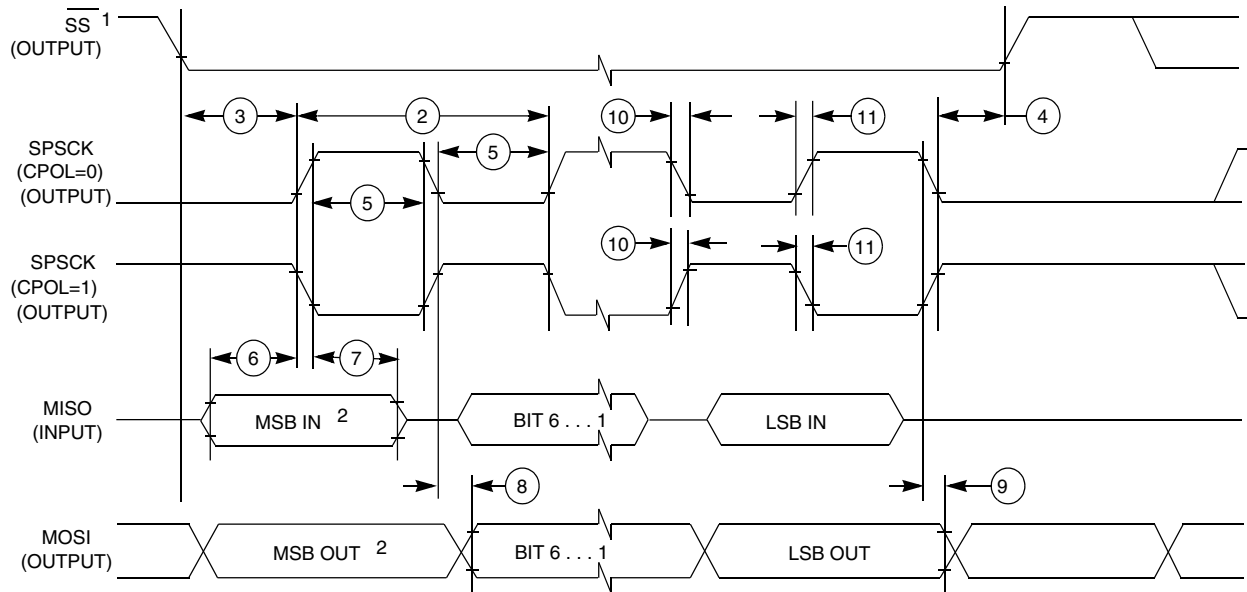 SS 1
(OUTPUT)
3
2
10
11
4
SPSCK
(CPOL=0)
(OUTPUT)
5
5
10
11
SPSCK
(CPOL=1)
(OUTPUT)
6
7
MISO
(INPUT)
MSB IN 2
BIT 6 . . . 1
LSB IN
8
9
MOSI
(OUTPUT)
MSB OUT 2
BIT 6 . . . 1
LSB OUT